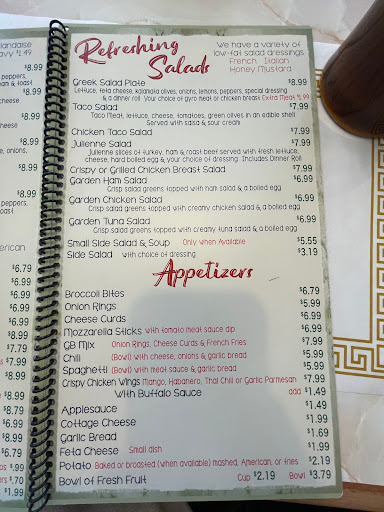 Refreshing
Salads
We have a variety of
low-fat salad dressings
French Italian
Honey Mustard
Greek Salad Plate $8.99
Lettuce, feta cheese, kalamata olives, onions, lemons, peppers, special dressing
& a dinner roll Your choice of gyro meat or chicken breast Extra Meat $1.99
Taco Salad $7.99
Taco Meat, lettuce, cheese, tomatoes, green olives in an edible shell
Served with salsa & sour cream
Chicken Taco Salad $7.99
Julienne Salad $7.99
Julienne slices of turkey, ham & roast beef served with fresh lettuce,
cheese, hard boiled egg & your choice of dressing Includes Dinner Roll
Crispy or Grilled Chicken Breast Salad $7.99
Garden Ham Salad $6.99
Crisp salad greens topped with ham salad & a boiled egg
Garden Chicken Salad $6.99
Crisp salad greens topped with creamy chicken salad & a boiled egg
Garden Tuna Salad $6.99
Crisp salad greens topped with creamy tuna salad & a boiled egg
Small Side Salad & Soup Only when Available $5.55
Side Salad with choice of dressing $3.19
Appetizers
Broccoli Bites $6.79
Onion Rings $5.99
Cheese Curds $6.99
Mozzarella Sticks with tomato meat sauce dip $6.99
GB Mix Onion Rings, Cheese Curds & French Fries $7.99
Chili (Bowl) with cheese, onions & garlic bread $5.99
Spaghetti (Bowl) with meat sauce & garlic bread $5.99
Crispy Chicken Wings Mango, Habanero, Thai Chili or Garlic Parmesan $7.99
With Buffalo Sauce add $1.49
Applesauce $1.49
Cottage Cheese $1.99
Garlic Bread $1.69
Feta Cheese Small dish $1.99
Potato Baked or broasted (when available) mashed, American, or fries $2.19
Bowl of Fresh Fruit Cup $2.19 Bowl $3.79